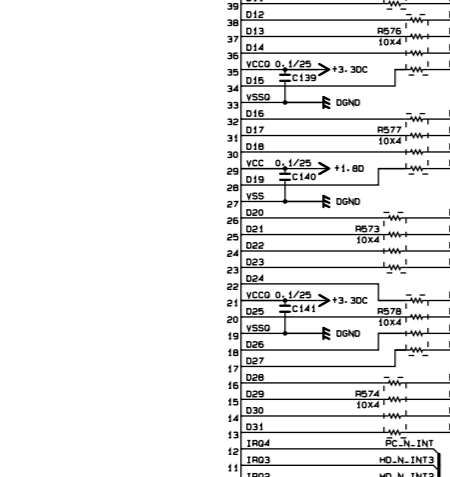 39
38 D12
37 D13 R576
10X4
36 D14
35 VCCQ 0.1/25 +3.3DC
C139
34 D15
33 VSSQ DGND
32 D16
31 D17 R577
10X4
30 D18
29 VCC 0.1/25 +1.8D
C140
28 D19
27 VSS DGND
26 D20
25 D21 R573
10X4
24 D22
23 D23
22 D24
21 VCCQ 0.1/25 +3.3DC
C141
20 D25 R578
10X4
19 VSSQ DGND
18 D26
17 D27
16 D28
15 D29 R574
10X4
14 D30
13 D31
12 IRQ4 PC_N_INT
11 IRQ3 HD_N_INT3
IRQ2 HD_N_INT2